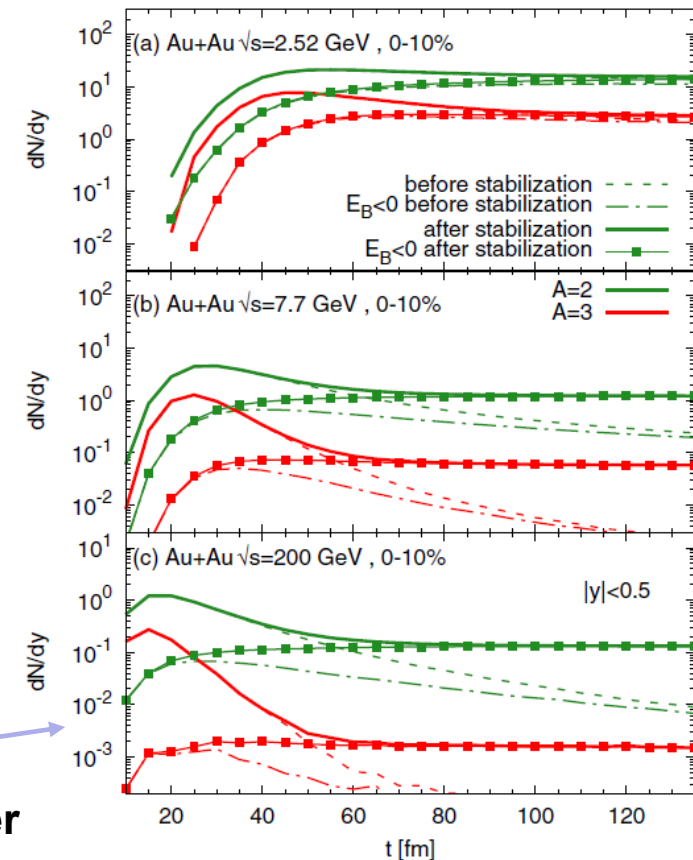 (a) Au+Au √s=2.52 GeV , 0-10%
10²
10¹
10⁰
10⁻¹
10⁻²
dN/dy
before stabilization
E_B<0 before stabilization
after stabilization
E_B<0 after stabilization
(b) Au+Au √s=7.7 GeV , 0-10%
A=2
A=3
10²
10¹
10⁰
10⁻¹
10⁻²
dN/dy
(c) Au+Au √s=200 GeV , 0-10%
|y|<0.5
10¹
10⁰
10⁻¹
10⁻²
10⁻³
dN/dy
20 40 60 80 100 120
t [fm]